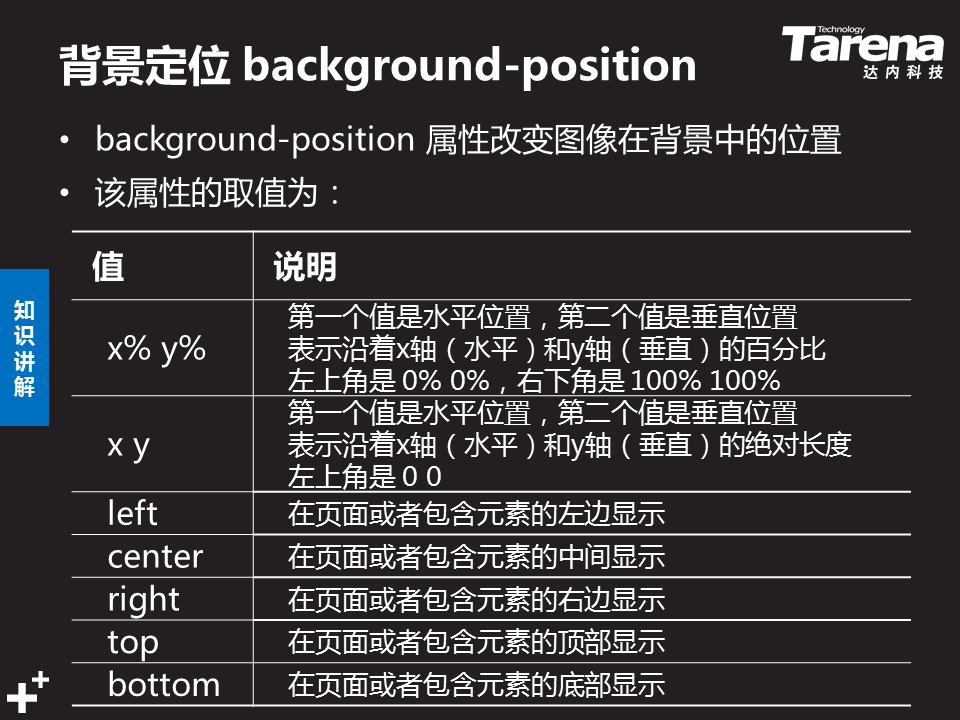 背景定位 background-position
Technology
Tarena
达内科技
• background-position 属性改变图像在背景中的位置
• 该属性的取值为：
值 说明
x% y%
第一个值是水平位置，第二个值是垂直位置
表示沿着x轴（水平）和y轴（垂直）的百分比
左上角是 0% 0%，右下角是 100% 100%
x y
第一个值是水平位置，第二个值是垂直位置
表示沿着x轴（水平）和y轴（垂直）的绝对长度
左上角是 0 0
left 在页面或者包含元素的左边显示
center 在页面或者包含元素的中间显示
right 在页面或者包含元素的右边显示
top 在页面或者包含元素的顶部显示
bottom 在页面或者包含元素的底部显示
知
识
讲
解